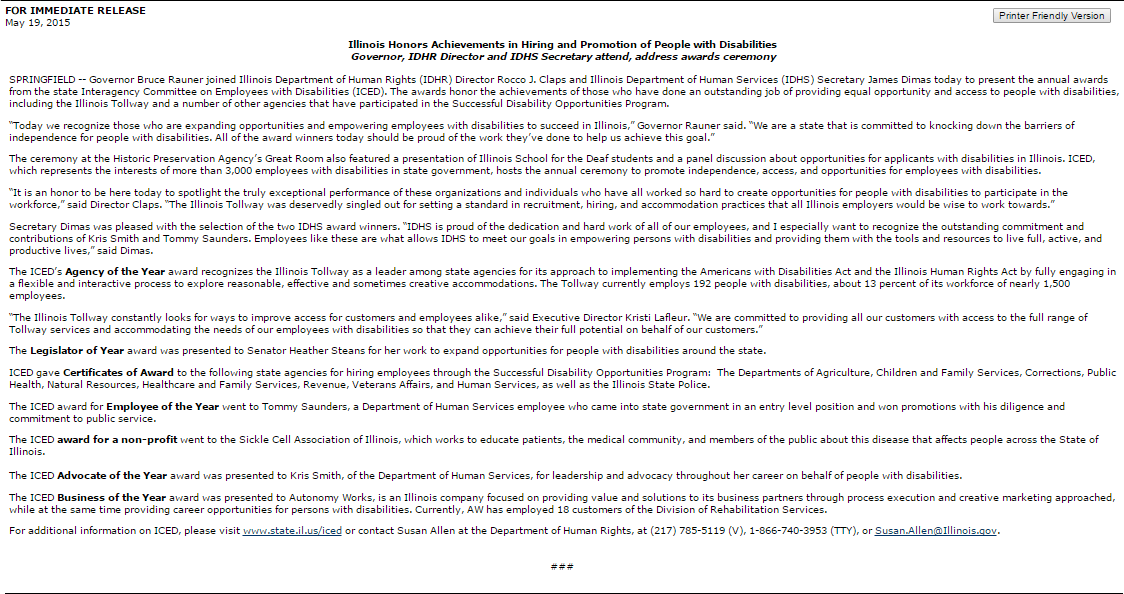 FOR IMMEDIATE RELEASE
May 19, 2015
Printer Friendly Version
Illinois Honors Achievements in Hiring and Promotion of People with Disabilities
Governor, IDHR Director and IDHS Secretary attend, address awards ceremony
SPRINGFIELD -- Governor Bruce Rauner joined Illinois Department of Human Rights (IDHR) Director Rocco J. Claps and Illinois Department of Human Services (IDHS) Secretary James Dimas today to present the annual awards
from the state Interagency Committee on Employees with Disabilities (ICED). The awards honor the achievements of those who have done an outstanding job of providing equal opportunity and access to people with disabilities,
including the Illinois Tollway and a number of other agencies that have participated in the Successful Disability Opportunities Program.
“Today we recognize those who are expanding opportunities and empowering employees with disabilities to succeed in Illinois,” Governor Rauner said. “We are a state that is committed to knocking down the barriers of
independence for people with disabilities. All of the award winners today should be proud of the work they’ve done to help us achieve this goal.”
The ceremony at the Historic Preservation Agency’s Great Room also featured a presentation of Illinois School for the Deaf students and a panel discussion about opportunities for applicants with disabilities in Illinois. ICED,
which represents the interests of more than 3,000 employees with disabilities in state government, hosts the annual ceremony to promote independence, access, and opportunities for employees with disabilities.
“It is an honor to be here today to spotlight the truly exceptional performance of these organizations and individuals who have all worked so hard to create opportunities for people with disabilities to participate in the
workforce,” said Director Claps. “The Illinois Tollway was deservedly singled out for setting a standard in recruitment, hiring, and accommodation practices that all Illinois employers would be wise to work towards.”
Secretary Dimas was pleased with the selection of the two IDHS award winners. “IDHS is proud of the dedication and hard work of all of our employees, and I especially want to recognize the outstanding commitment and
contributions of Kris Smith and Tommy Saunders. Employees like these are what allows IDHS to meet our goals in empowering persons with disabilities and providing them with the tools and resources to live full, active, and
productive lives,” said Dimas.
The ICED’s Agency of the Year award recognizes the Illinois Tollway as a leader among state agencies for its approach to implementing the Americans with Disabilities Act and the Illinois Human Rights Act by fully engaging in
a flexible and interactive process to explore reasonable, effective and sometimes creative accommodations. The Tollway currently employs 192 people with disabilities, about 13 percent of its workforce of nearly 1,500
employees.
“The Illinois Tollway constantly looks for ways to improve access for customers and employees alike,” said Executive Director Kristi Lafleur. “We are committed to providing all our customers with access to the full range of
Tollway services and accommodating the needs of our employees with disabilities so that they can achieve their full potential on behalf of our customers.”
The Legislator of Year award was presented to Senator Heather Steans for her work to expand opportunities for people with disabilities around the state.
ICED gave Certificates of Award to the following state agencies for hiring employees through the Successful Disability Opportunities Program: The Departments of Agriculture, Children and Family Services, Corrections, Public
Health, Natural Resources, Healthcare and Family Services, Revenue, Veterans Affairs, and Human Services, as well as the Illinois State Police.
The ICED award for Employee of the Year went to Tommy Saunders, a Department of Human Services employee who came into state government in an entry level position and won promotions with his diligence and
commitment to public service.
The ICED award for a non-profit went to the Sickle Cell Association of Illinois, which works to educate patients, the medical community, and members of the public about this disease that affects people across the State of
Illinois.
The ICED Advocate of the Year award was presented to Kris Smith, of the Department of Human Services, for leadership and advocacy throughout her career on behalf of people with disabilities.
The ICED Business of the Year award was presented to Autonomy Works, is an Illinois company focused on providing value and solutions to its business partners through process execution and creative marketing approached,
while at the same time providing career opportunities for persons with disabilities. Currently, AW has employed 18 customers of the Division of Rehabilitation Services.
For additional information on ICED, please visit www.state.il.us/iced or contact Susan Allen at the Department of Human Rights, at (217) 785-5119 (V), 1-866-740-3953 (TTY), or Susan.Allen@Illinois.gov.
###